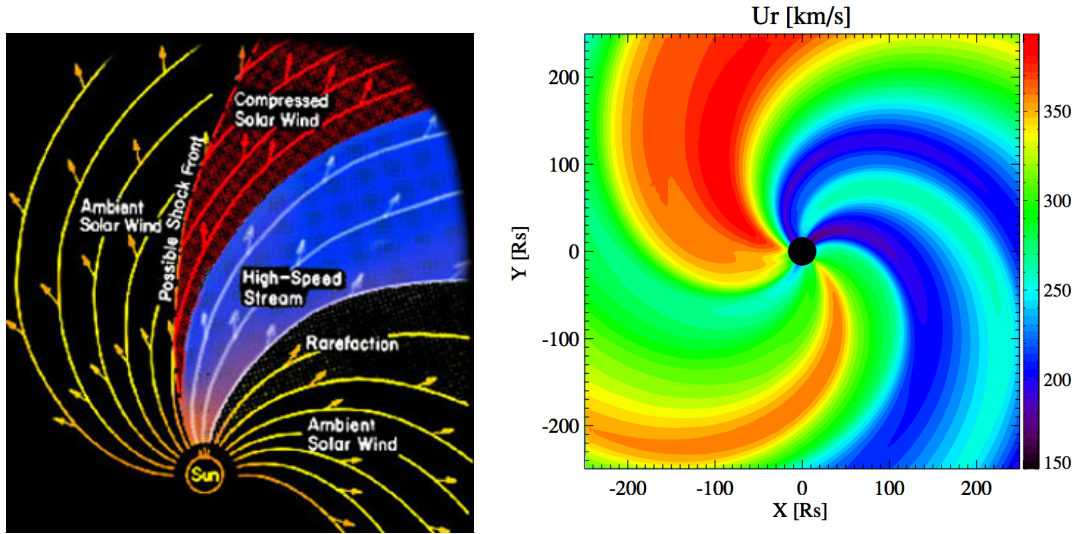 Compressed
Solar Wind
Possible Shock Front
Ambient
Solar Wind
High-Speed
Stream
Rarefaction
Ambient
Solar Wind
Sun
Ur [km/s]
200
100
0
-100
-200
Y [Rs]
-200
-100
0
100
200
X [Rs]
350
300
250
200
150